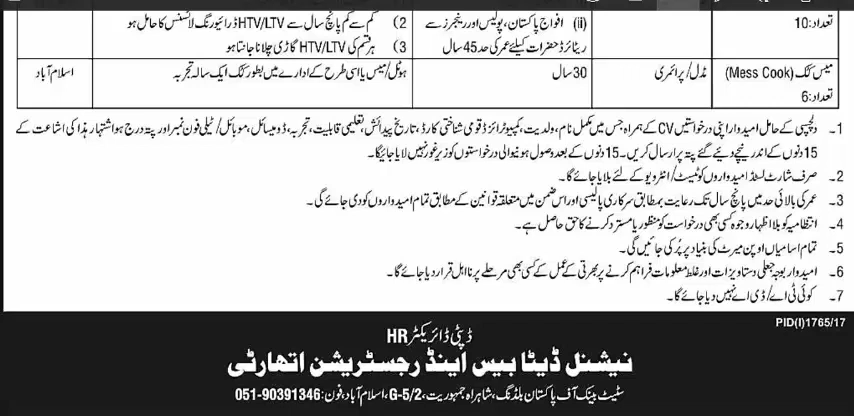 تعداد:10
(ii) افواج پاکستان، پولیس اور رینجرز سے ریٹائرڈ حضرات کیلئے عمر کی حد 45 سال
2) کم سے کم پانچ سال سے HTV/LTV ڈرائیورنگ لائسنس کا حامل ہو
3) ہر قسم کی HTV/LTV گاڑی چلانا جانتا ہو
میس کک (Mess Cook)
تعداد:6
مڈل/پرائمری
30 سال
ہوٹل/میس یا اسی طرح کے ادارے میں بطور کک ایک سالہ تجربہ
اسلام آباد
1۔ دلچسپی کے حامل امیدوار اپنی درخواستیں CV کے ہمراہ جس میں مکمل نام، ولدیت، کمپیوٹرائزڈ قومی شناختی کارڈ، تاریخ پیدائش، تعلیمی قابلیت، تجربہ، ڈومیسائل، موبائل/ٹیلی فون نمبر اور پتہ درج ہو اشتہار ہذا کی اشاعت کے
15 دنوں کے اندر نیچے دیئے گئے پتہ پر ارسال کریں۔ 15 دنوں کے بعد وصول ہونیوالی درخواستوں کو زیر غور نہیں لایا جائیگا۔
2۔ صرف شارٹ لسٹڈ امیدواروں کو ٹیسٹ/انٹرویو کے لئے بلایا جائے گا۔
3۔ عمر کی بالائی حد میں پانچ سال تک رعایت بمطابق سرکاری پالیسی اور اس ضمن میں متعلقہ قوانین کے مطابق تمام امیدواروں کو دی جائے گی۔
4۔ انتظامیہ کو بلا اظہار وجوہ کسی بھی درخواست کو منظور یا مسترد کرنے کا حق حاصل ہے۔
5۔ تمام اسامیاں اوپن میرٹ کی بنیاد پر پُر کی جائیں گی۔
6۔ امیدوار بوجہ جعلی دستاویزات اور غلط معلومات فراہم کرنے پر بھرتی کے عمل کے کسی بھی مرحلے پر نا اہل قرار دیا جائے گا۔
7۔ کوئی ٹی اے/ڈی اے نہیں دیا جائے گا۔
PID(I)1765/17
ڈپٹی ڈائریکٹر HR
نیشنل ڈیٹا بیس اینڈ رجسٹریشن اتھارٹی
سٹیٹ بینک آف پاکستان بلڈنگ، شاہراہ جمہوریت، G-5/2، اسلام آباد، فون: 051-90391346